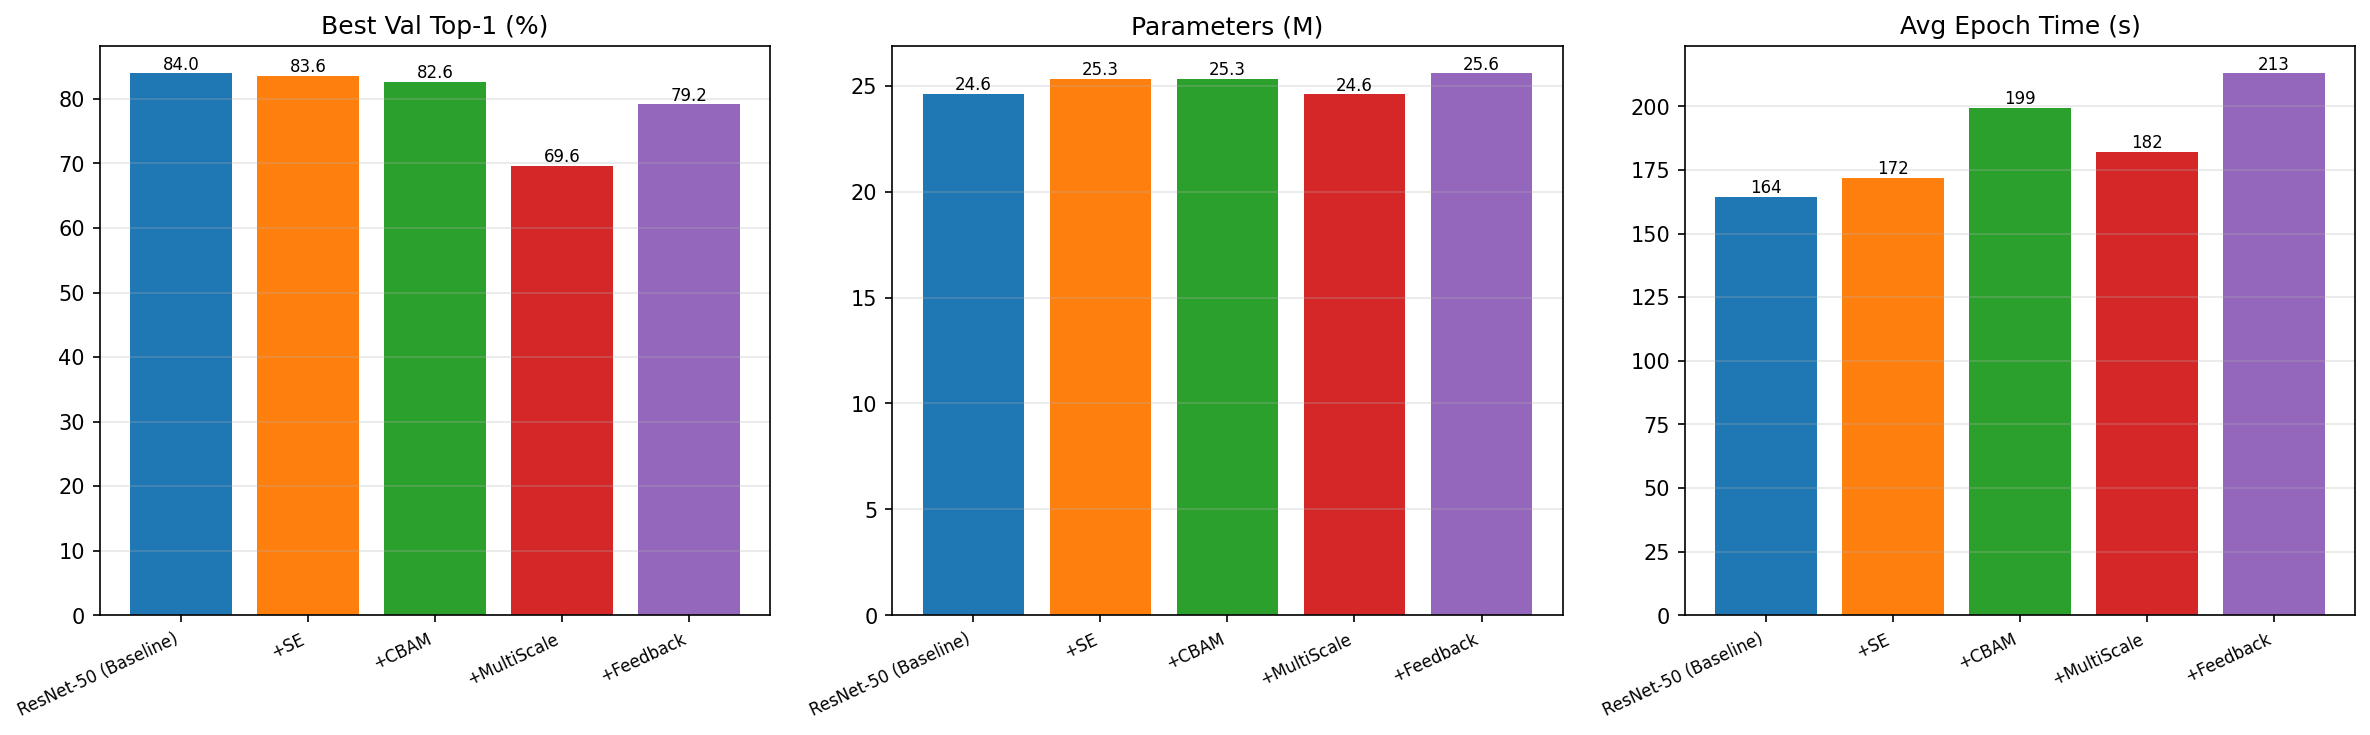 Best Val Top-1 (%)
84.0
83.6
82.6
69.6
79.2
80
70
60
50
40
30
20
10
0
ResNet-50 (Baseline)
+SE
+CBAM
+MultiScale
+Feedback
Parameters (M)
24.6
25.3
25.3
24.6
25.6
25
20
15
10
5
0
ResNet-50 (Baseline)
+SE
+CBAM
+MultiScale
+Feedback
Avg Epoch Time (s)
164
172
199
182
213
200
175
150
125
100
75
50
25
0
ResNet-50 (Baseline)
+SE
+CBAM
+MultiScale
+Feedback